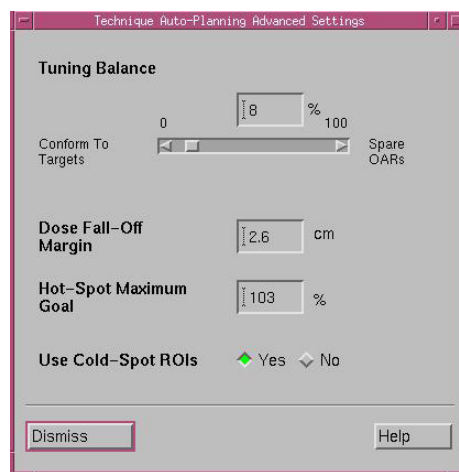 Technique Auto-Planning Advanced Settings
Tuning Balance
8 %
0 100
Conform To Targets
Spare OARs
Dose Fall-Off Margin
2.6 cm
Hot-Spot Maximum Goal
103 %
Use Cold-Spot ROIs Yes No
Dismiss Help